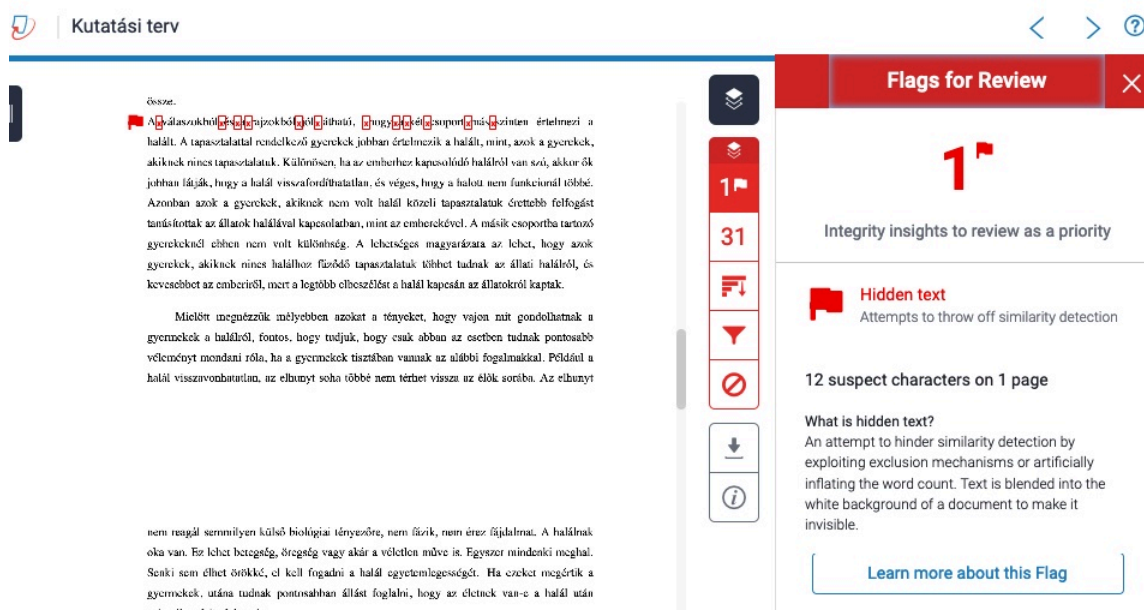 Kutatási terv
össze.
A válaszokból és a rajzokból jól látható, hogy a két csoport más szinten értelmezi a
halált. A tapasztalattal rendelkező gyerekek jobban értelmezik a halált, mint, azok a gyerekek,
akiknek nincs tapasztalatuk. Különösen, ha az emberhez kapcsolódó halálról van szó, akkor ők
jobban látják, hogy a halál visszafordíthatatlan, és véges, hogy a halott nem funkcionál többé.
Azonban azok a gyerekek, akiknek nem volt halál közeli tapasztalatuk érettebb felfogást
tanúsítottak az állatok halálával kapcsolatban, mint az emberekével. A másik csoportba tartozó
gyerekeknél ebben nem volt különbség. A lehetséges magyarázata az lehet, hogy azok
gyerekek, akiknek nincs halálhoz fűződő tapasztalatuk többet tudnak az állati halálról, és
kevesebbet az emberiről, mert a legtöbb elbeszélést a halál kapcsán az állatokról kaptak.
Mielőtt megnézzük mélyebben azokat a tényeket, hogy vajon mit gondolhatnak a
gyermekek a halálról, fontos, hogy tudjuk, hogy csak abban az esetben tudnak pontosabb
véleményt mondani róla, ha a gyermekek tisztában vannak az alábbi fogalmakkal. Például a
halál visszavonhatatlan, az elhunyt soha többé nem térhet vissza az élők sorába. Az elhunyt
nem reagál semmilyen külső biológiai tényezőre, nem fázik, nem érez fájdalmat. A halálnak
oka van. Ez lehet betegség, öregség vagy akár a véletlen műve is. Egyszer mindenki meghal.
Senki sem élhet örökké, el kell fogadni a halál egyetemlegességét. Ha ezeket megértik a
gyermekek, utána tudnak pontosabban állást foglalni, hogy az életnek van-e a halál után
1
31
Flags for Review
1
Integrity insights to review as a priority
Hidden text
Attempts to throw off similarity detection
12 suspect characters on 1 page
What is hidden text?
An attempt to hinder similarity detection by
exploiting exclusion mechanisms or artificially
inflating the word count. Text is blended into the
white background of a document to make it
invisible.
Learn more about this Flag